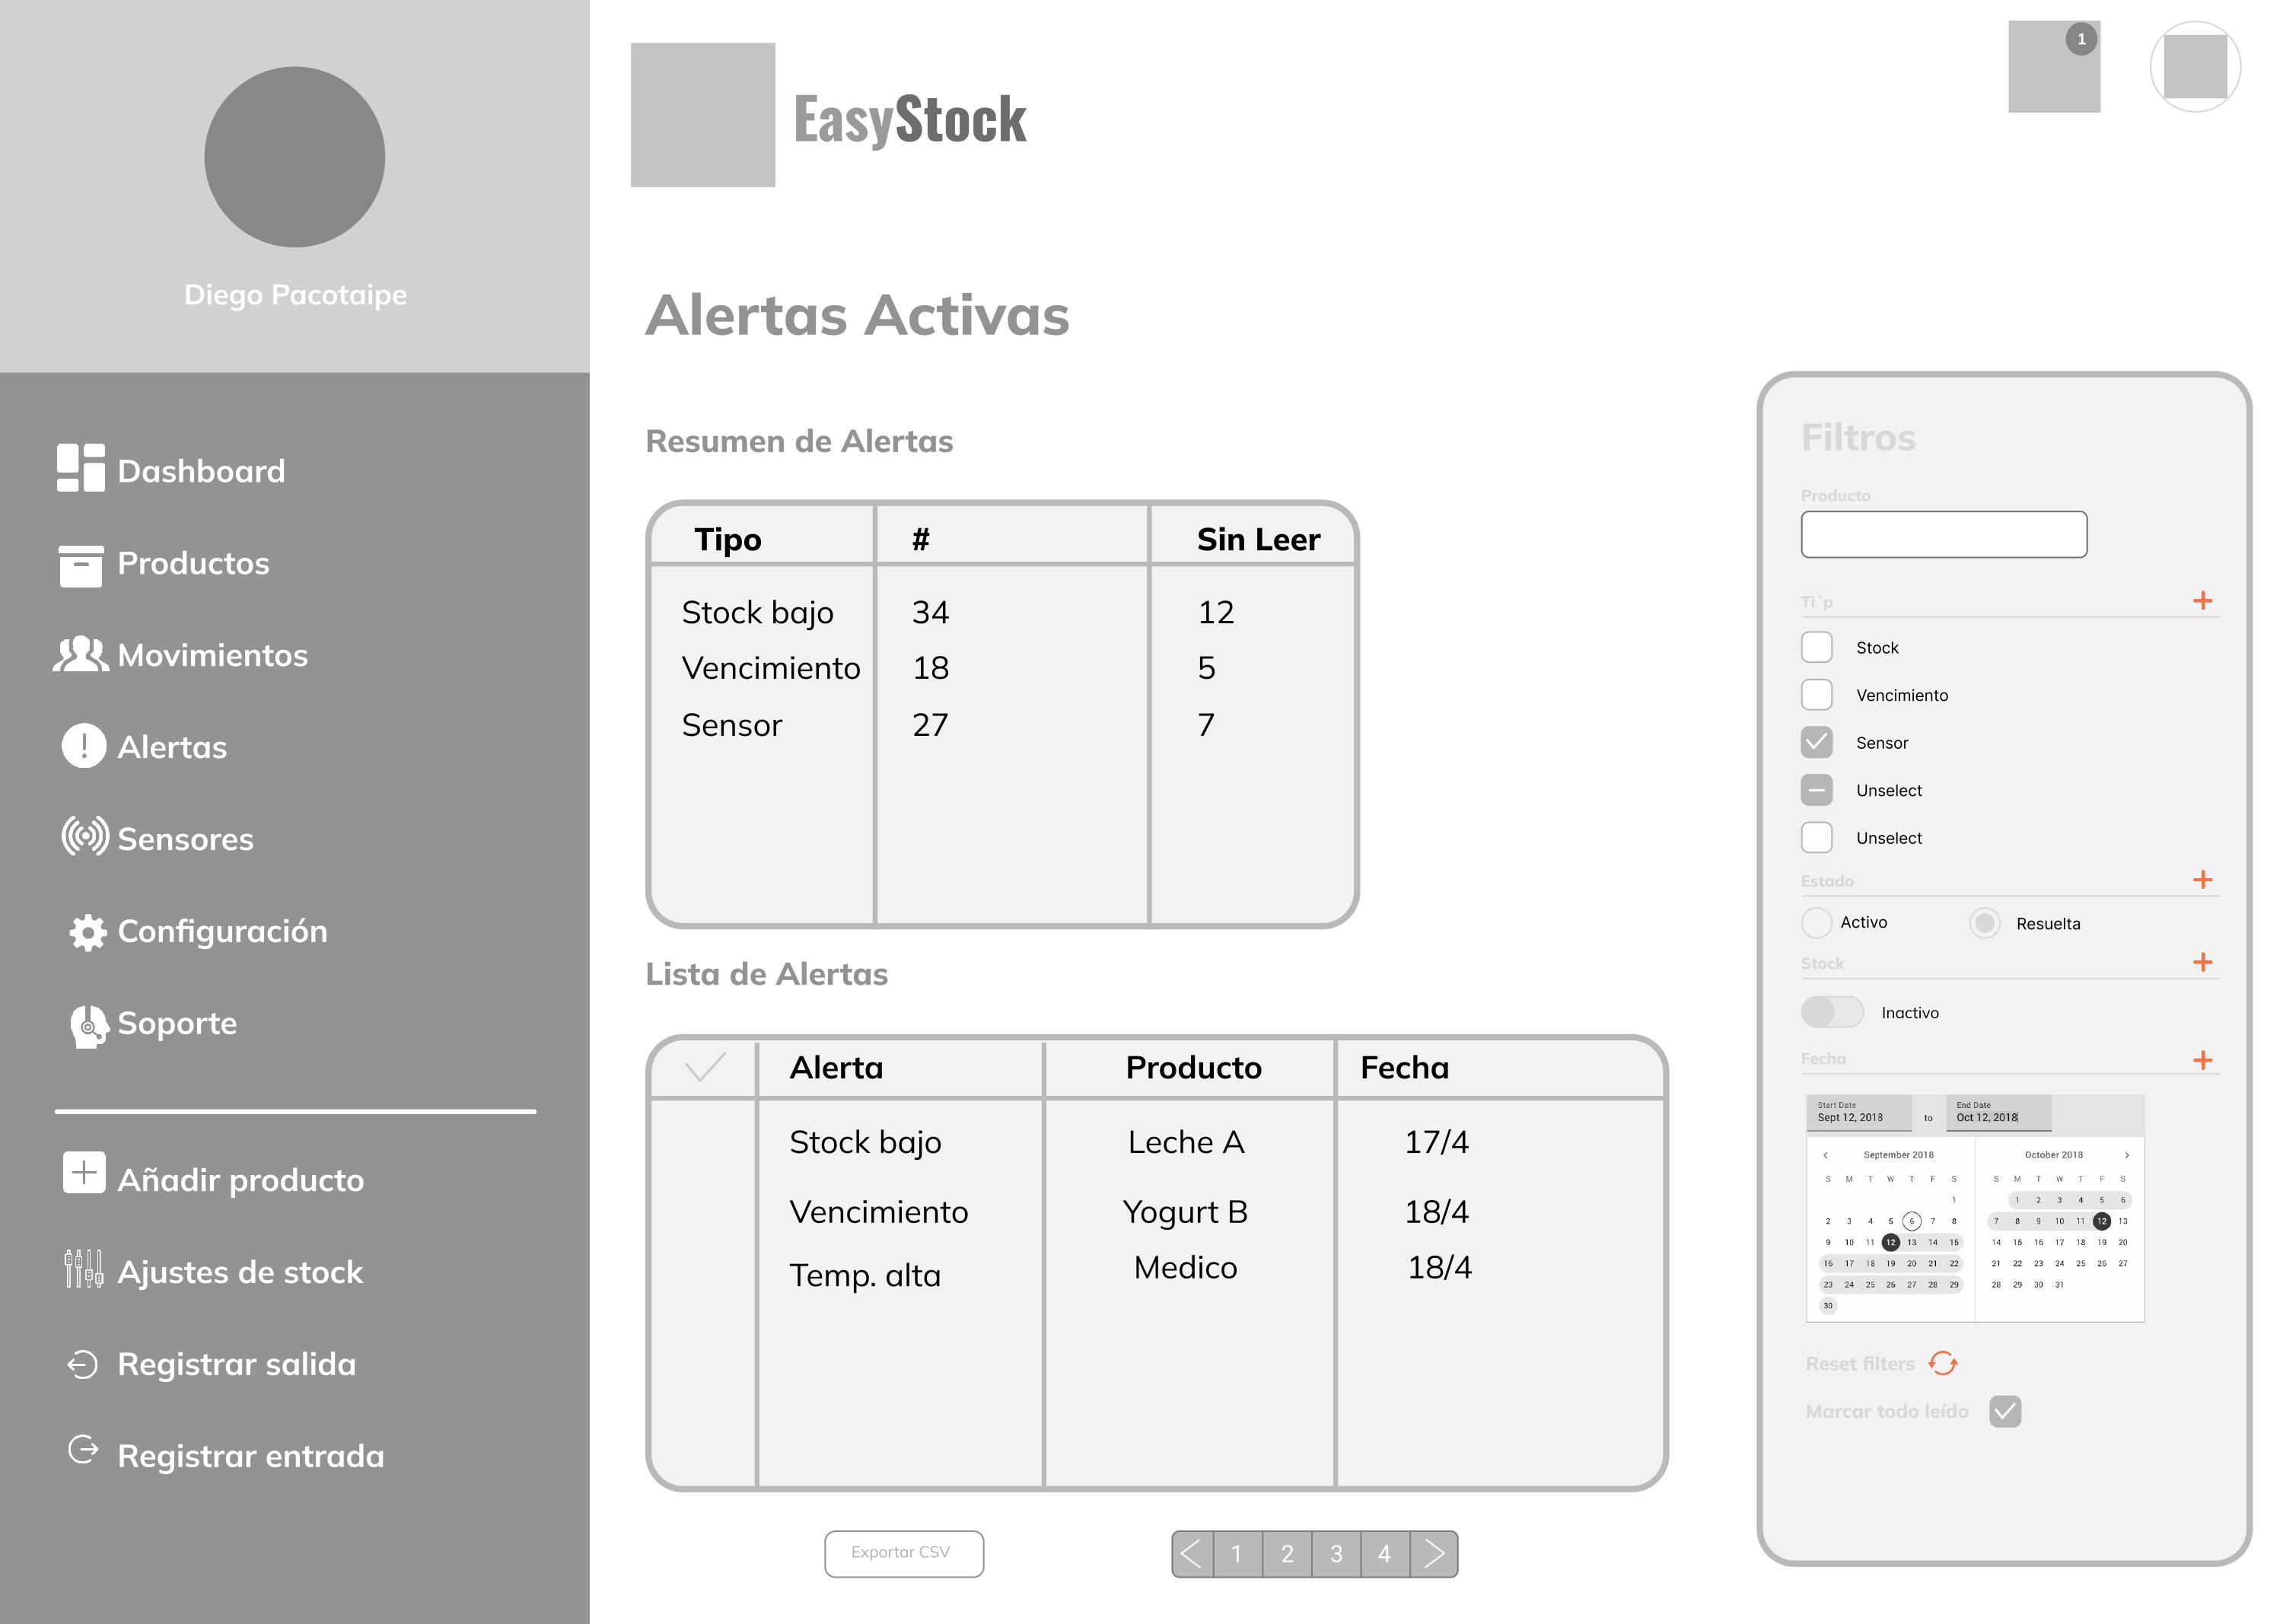 Diego Pacotaipe
Dashboard
Productos
Movimientos
Alertas
Sensores
Configuración
Soporte
Añadir producto
Ajustes de stock
Registrar salida
Registrar entrada
EasyStock
1
Alertas Activas
Resumen de Alertas
Tipo # Sin Leer
Stock bajo 34 12
Vencimiento 18 5
Sensor 27 7
Lista de Alertas
Alerta Producto Fecha
Stock bajo Leche A 17/4
Vencimiento Yogurt B 18/4
Temp. alta Medico 18/4
Exportar CSV
1 2 3 4
Filtros
Producto
Ti´p
Stock
Vencimiento
Sensor
Unselect
Unselect
Estado
Activo Resuelta
Stock
Inactivo
Fecha
Start Date
Sept 12, 2018
to
End Date
Oct 12, 2018
September 2018
S M T W T F S
1
2 3 4 5 6 7 8
9 10 11 12 13 14 15
16 17 18 19 20 21 22
23 24 25 26 27 28 29
30
October 2018
S M T W T F S
1 2 3 4 5 6
7 8 9 10 11 12 13
14 15 16 17 18 19 20
21 22 23 24 25 26 27
28 29 30 31
Reset filters
Marcar todo leído